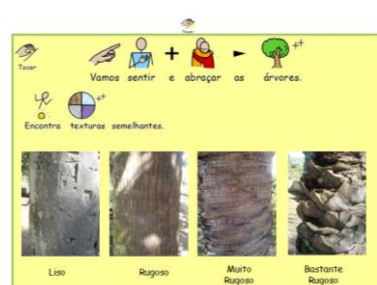 Tocar
Tocar
Vamos sentir e abraçar as árvores.
Encontra texturas semelhantes.
Liso
Rugoso
Muito Rugoso
Bastante Rugoso